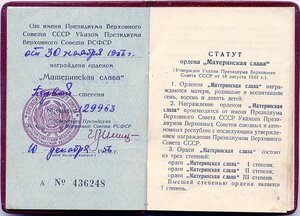 От имени Президиума Верховного
Совета СССР Указом Президиума
Верховного Совета РСФСР
от 30 ноября 1956 г.
награждена орденом
„Материнская слава"
Первой степени
129963
10 декабря 1956 г.
А № 436248
СТАТУТ
ордена „Материнская слава"
(Утвержден Указом Президиума Верховного
Совета СССР от 18 августа 1944 г.)
1. Орденом „Материнская слава"
награждаются матери, родившие и воспитавшие
семь, восемь и девять детей.
2. Награждение орденом „Материнская
слава" производится от имени Президиума
Верховного Совета СССР Указами Президиумов
Верховных Советов союзных и
автономных республик с последующим утверждением
награждения Президиумом Верховного
Совета СССР.
3. Орден „Материнская слава" состоит
из трех степеней:
орден „Материнская слава" I степени;
орден „Материнская слава" II степени;
орден „Материнская слава" III степени.
Высшей степенью ордена является
I степень.